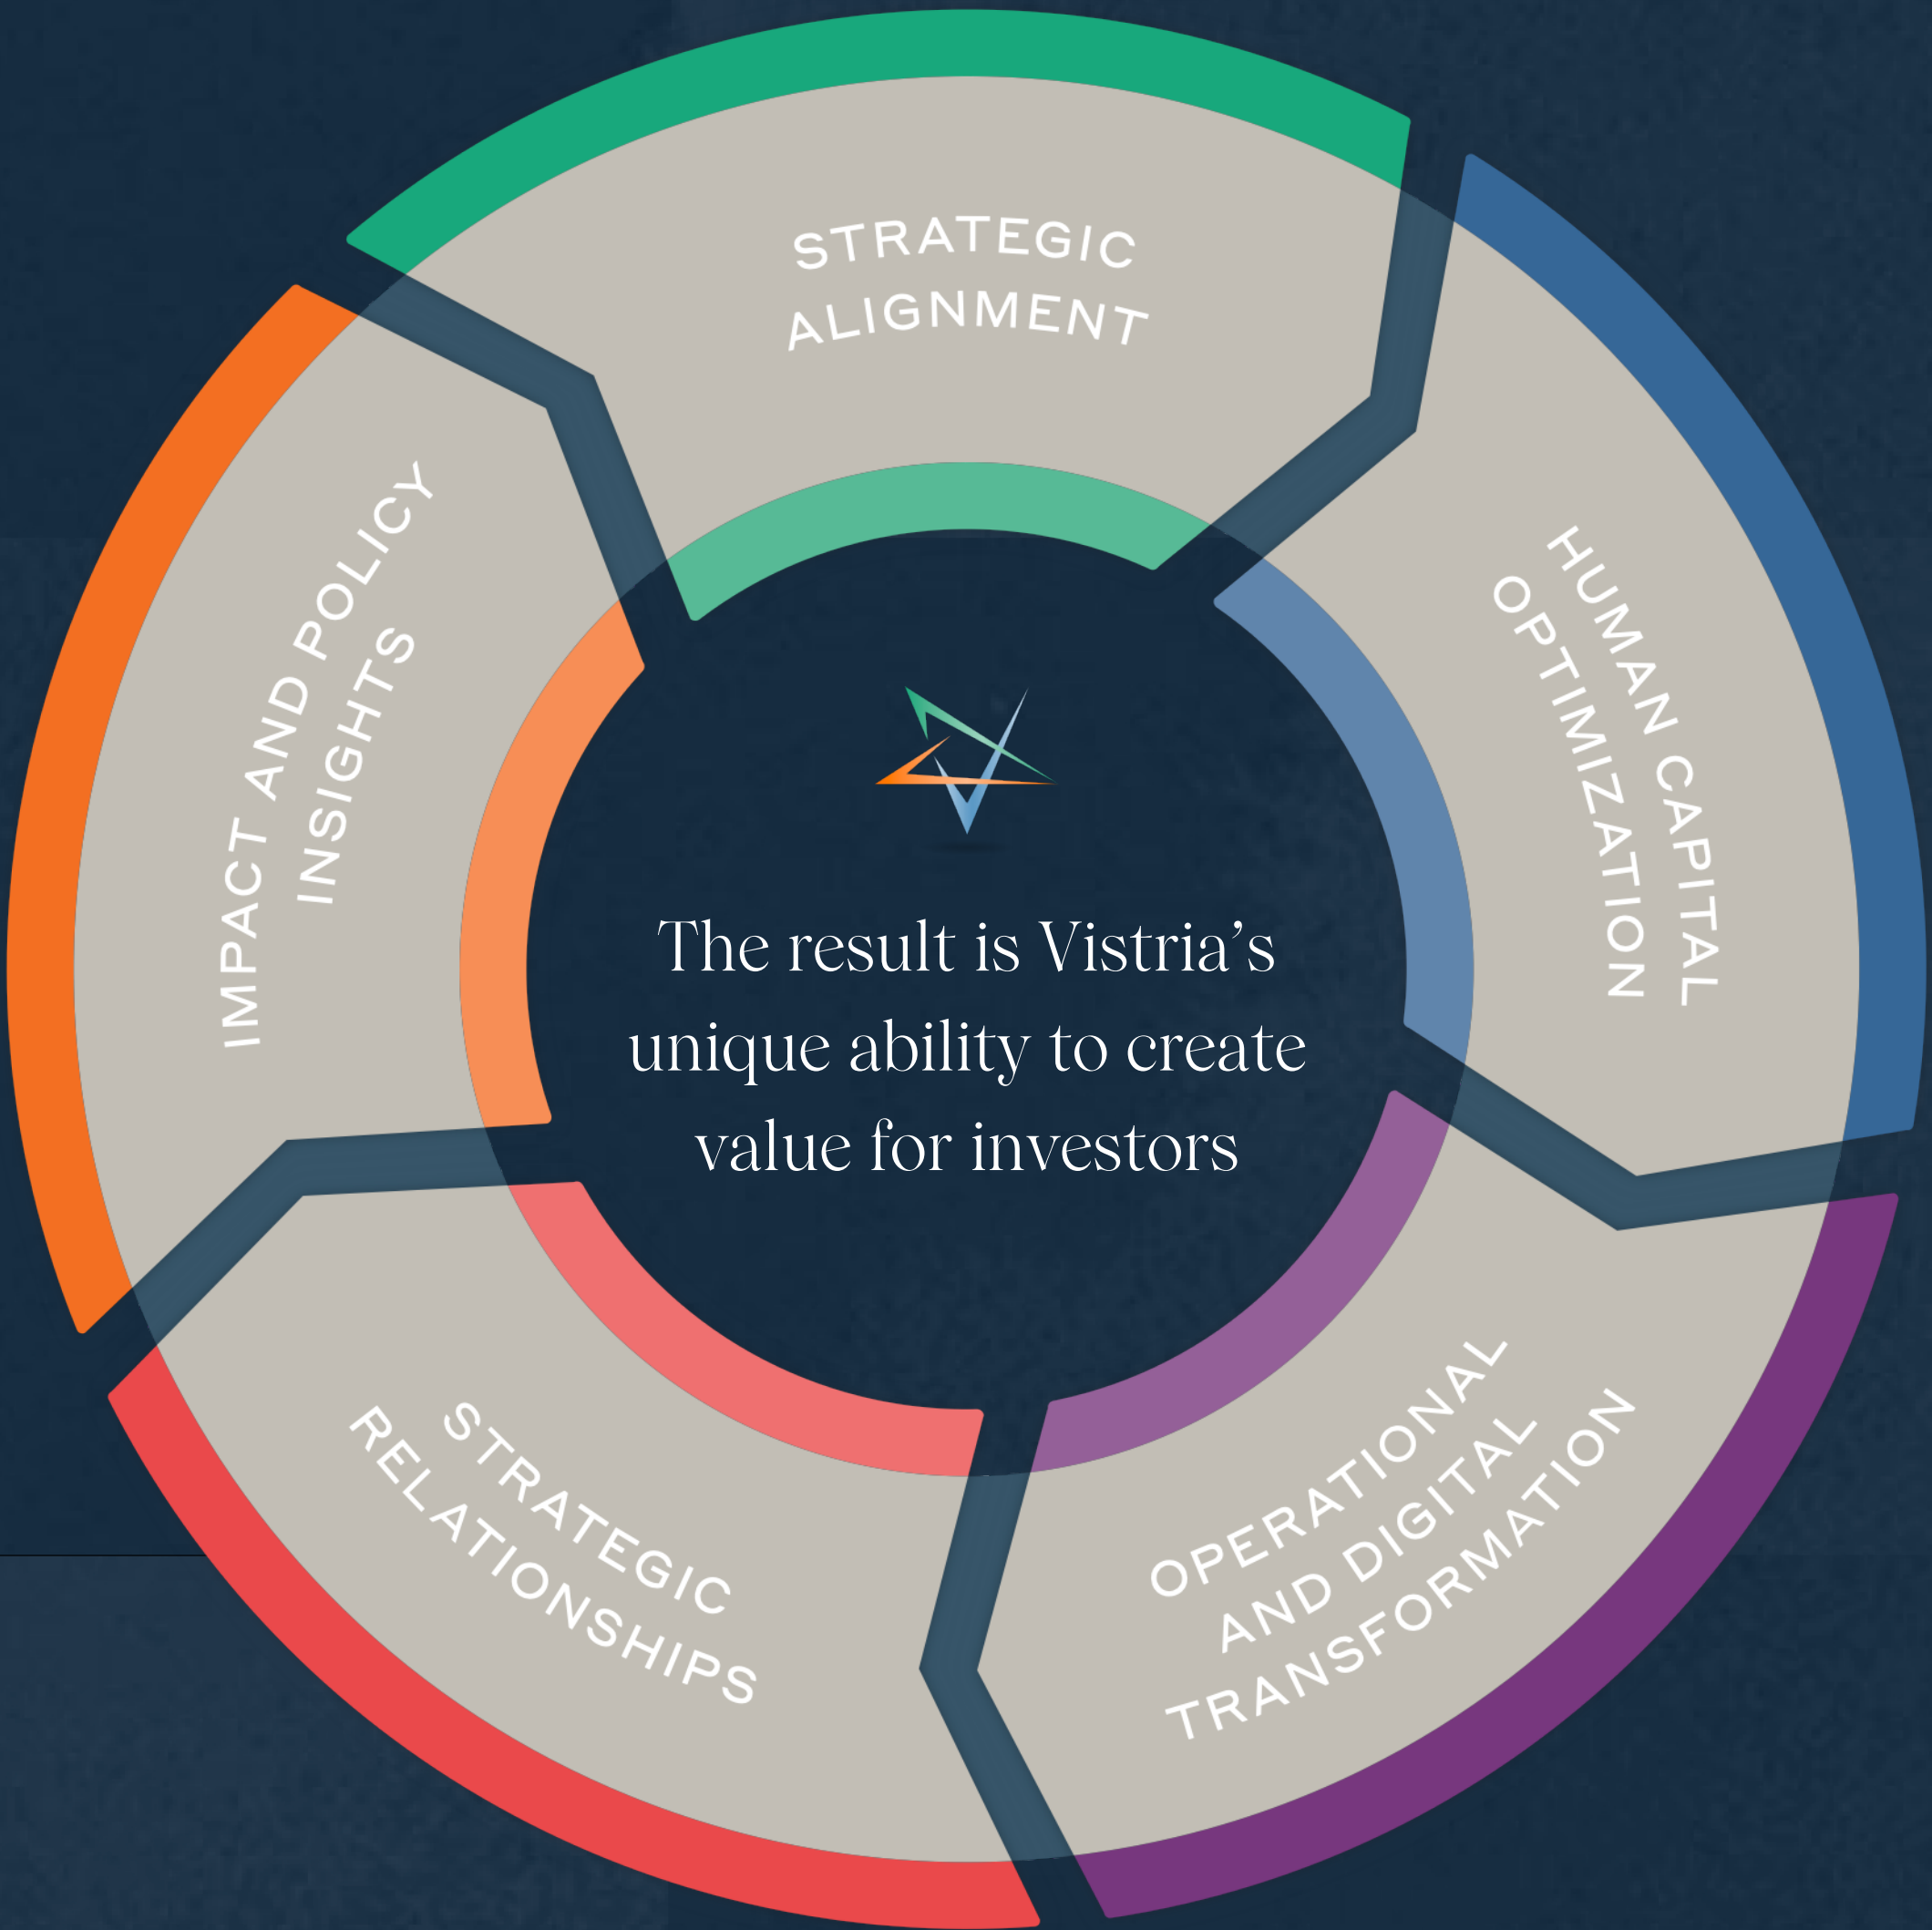 STRATEGIC
ALIGNMENT
HUMAN CAPITAL
OPTIMIZATION
OPERATIONAL
AND DIGITAL
TRANSFORMATION
STRATEGIC
RELATIONSHIPS
IMPACT AND POLICY
INSIGHTS
The result is Vistria’s
unique ability to create
value for investors